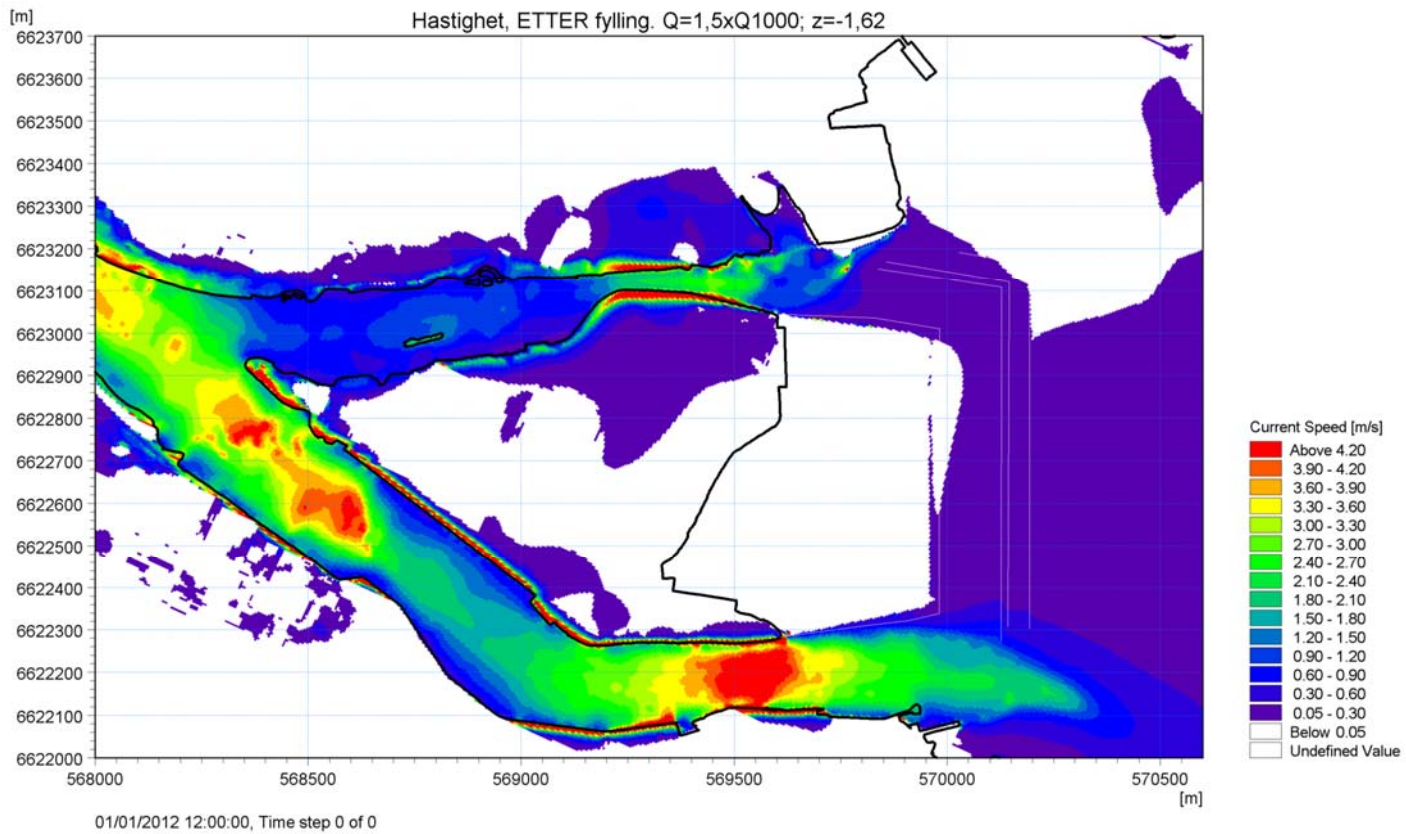 [m]
Hastighet, ETTER fylling. Q=1,5xQ1000; z=-1,62
6623700
6623600
6623500
6623400
6623300
6623200
6623100
6623000
6622900
6622800
6622700
6622600
6622500
6622400
6622300
6622200
6622100
6622000
568000 568500 569000 569500 570000 570500
[m]
Current Speed [m/s]
Above 4.20
3.90 - 4.20
3.60 - 3.90
3.30 - 3.60
3.00 - 3.30
2.70 - 3.00
2.40 - 2.70
2.10 - 2.40
1.80 - 2.10
1.50 - 1.80
1.20 - 1.50
0.90 - 1.20
0.60 - 0.90
0.30 - 0.60
0.05 - 0.30
Below 0.05
Undefined Value
01/01/2012 12:00:00, Time step 0 of 0